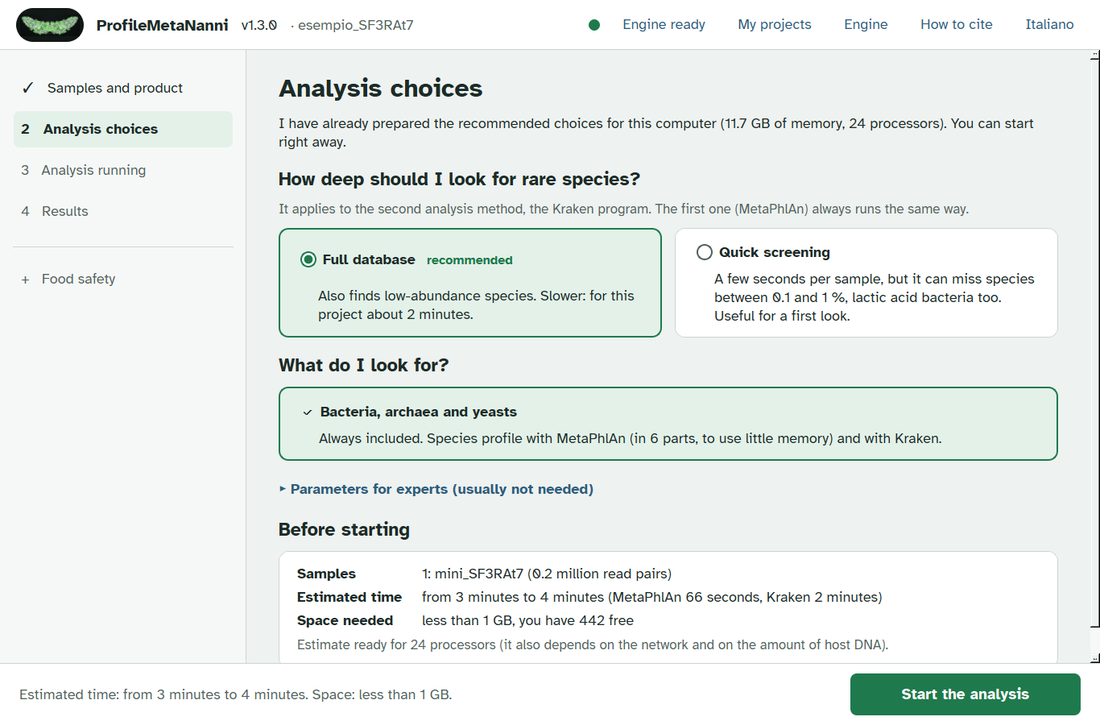 ProfileMetaNanni v1.3.0 · esempio_SF3RAt7
Engine ready
My projects
Engine
How to cite
Italiano
✓ Samples and product
2 Analysis choices
3 Analysis running
4 Results
+ Food safety
Analysis choices
I have already prepared the recommended choices for this computer (11.7 GB of memory, 24 processors). You can start
right away.
How deep should I look for rare species?
It applies to the second analysis method, the Kraken program. The first one (MetaPhlAn) always runs the same way.
Full database recommended
Also finds low-abundance species. Slower: for this
project about 2 minutes.
Quick screening
A few seconds per sample, but it can miss species
between 0.1 and 1 %, lactic acid bacteria too.
Useful for a first look.
What do I look for?
✓ Bacteria, archaea and yeasts
Always included. Species profile with MetaPhlAn (in 6 parts, to use little memory) and with Kraken.
▸ Parameters for experts (usually not needed)
Before starting
Samples 1: mini_SF3RAt7 (0.2 million read pairs)
Estimated time from 3 minutes to 4 minutes (MetaPhlAn 66 seconds, Kraken 2 minutes)
Space needed less than 1 GB, you have 442 free
Estimate ready for 24 processors (it also depends on the network and on the amount of host DNA).
Estimated time: from 3 minutes to 4 minutes. Space: less than 1 GB.
Start the analysis